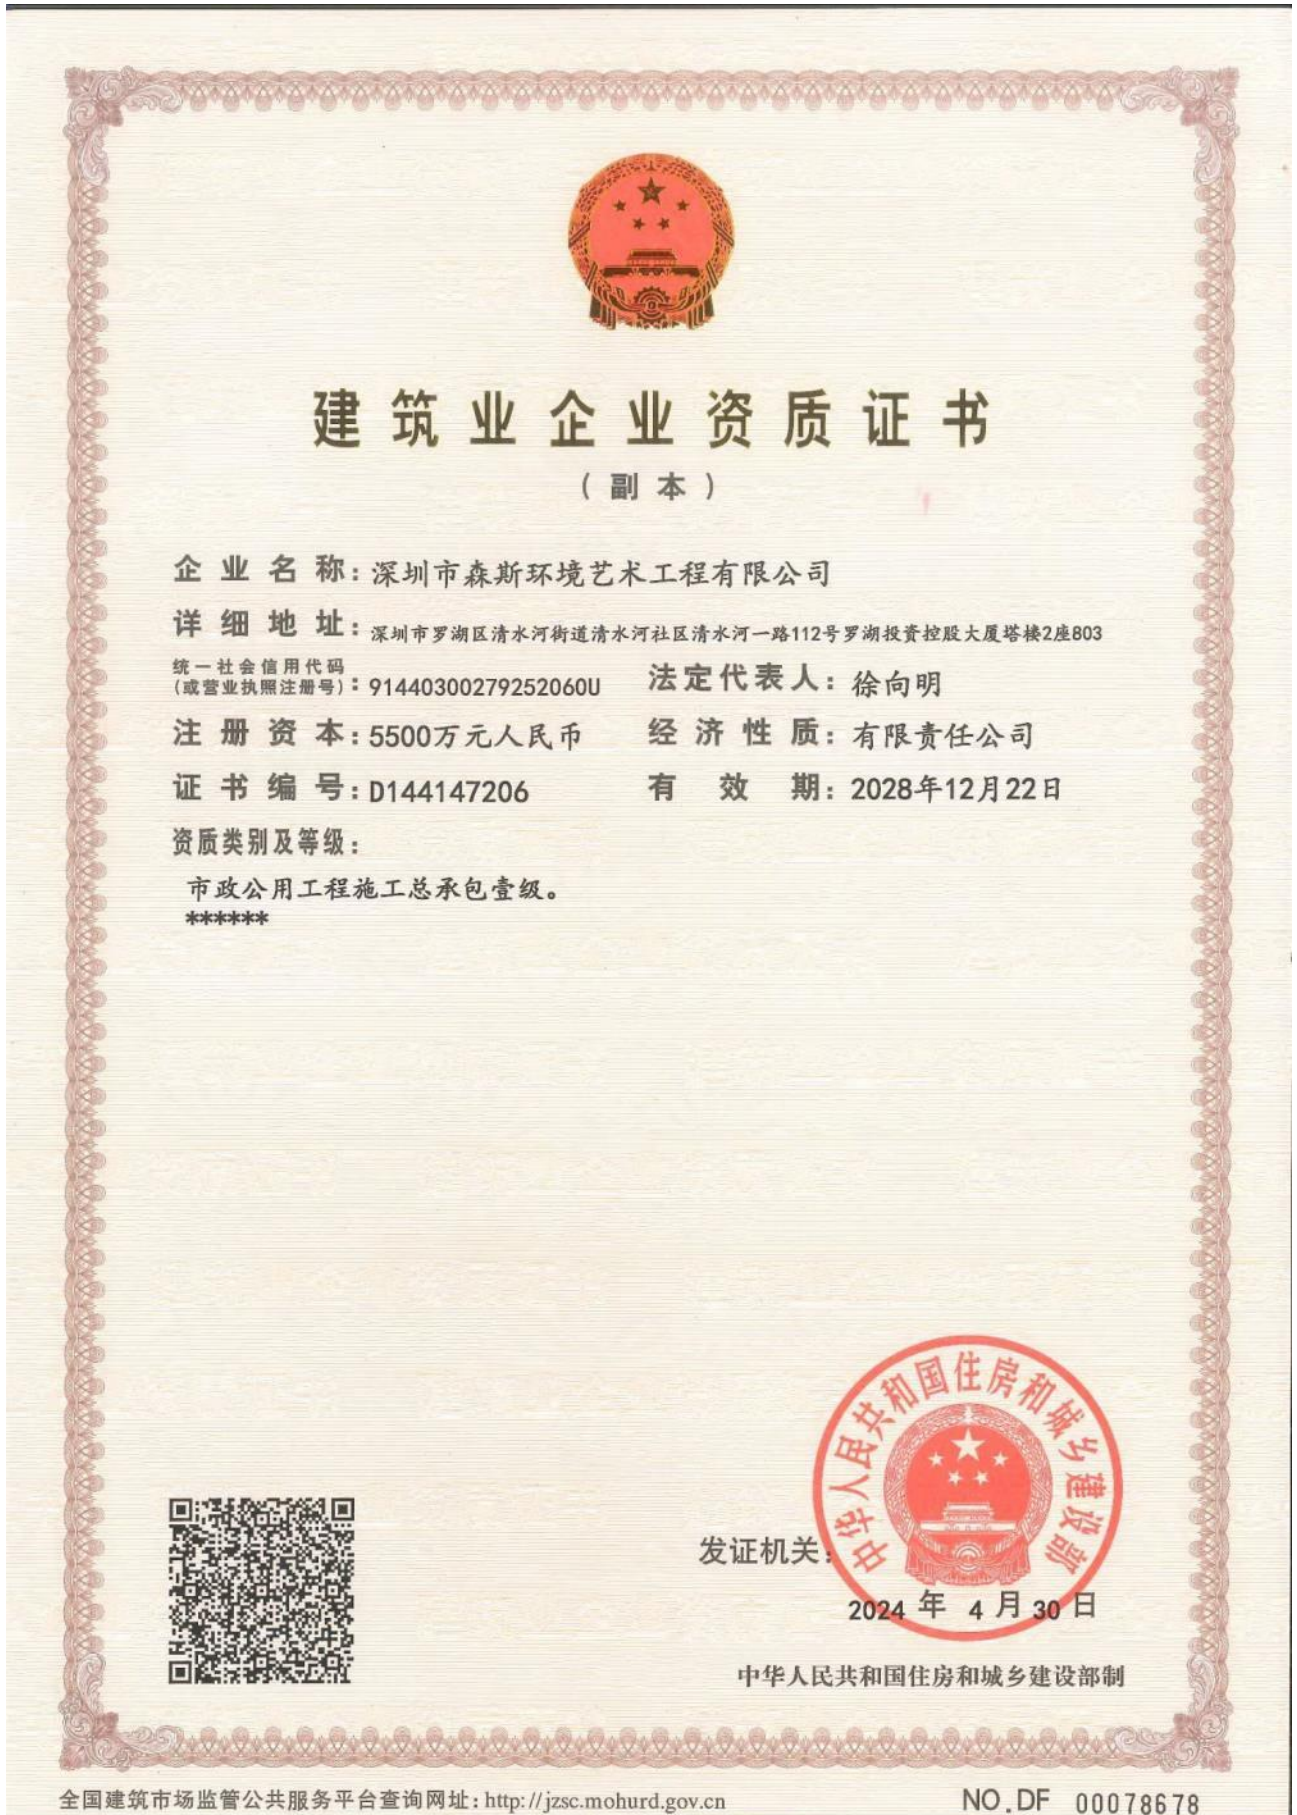 建筑业企业资质证书
(副本)
企业名称:深圳市森斯环境艺术工程有限公司
详细地址:深圳市罗湖区清水河街道清水河社区清水河一路112号罗湖投资控股大厦塔楼2座803
统一社会信用代码
(或营业执照注册号):91440300279252060U 法定代表人:徐向明
注册资本:5500万元人民币 经济性质:有限责任公司
证书编号:D144147206 有效期:2028年12月22日
资质类别及等级:
市政公用工程施工总承包壹级。
******
中华人民共和国住房和城乡建设部
发证机关:
2024年4月30日
中华人民共和国住房和城乡建设部制
全国建筑市场监管公共服务平台查询网址:http://jzsc.mohurd.gov.cn NO.DF 00078678